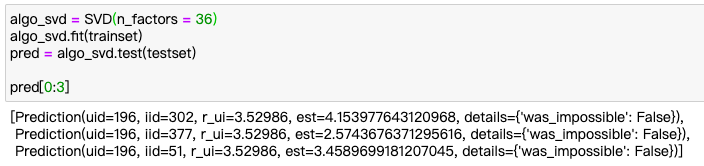 algo_svd = SVD(n_factors = 36)
algo_svd.fit(trainset)
pred = algo_svd.test(testset)
pred[0:3]
[Prediction(uid=196, iid=302, r_ui=3.52986, est=4.153977643120968, details={'was_impossible': False}),
Prediction(uid=196, iid=377, r_ui=3.52986, est=2.5743676371295616, details={'was_impossible': False}),
Prediction(uid=196, iid=51, r_ui=3.52986, est=3.4589699181207045, details={'was_impossible': False})]